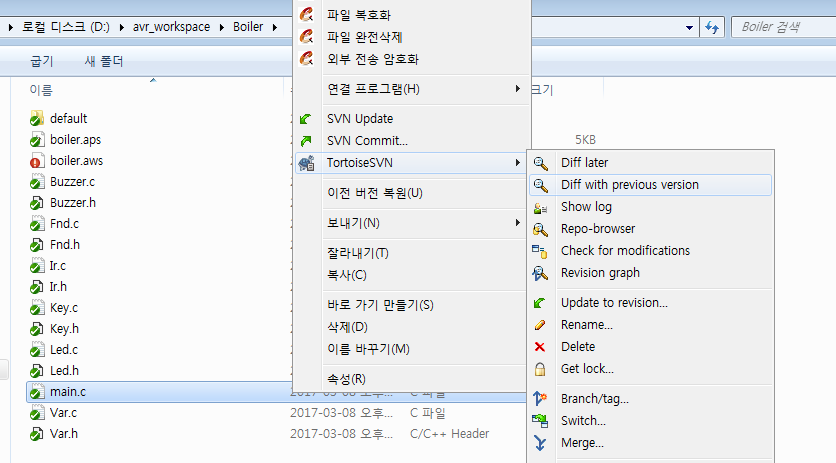 로컬 디스크 (D:) avr_workspace Boiler
Boiler 검색
굽기 새 폴더
이름
크기
default
boiler.aps
5KB
boiler.aws
Buzzer.c
Buzzer.h
Fnd.c
Fnd.h
Ir.c
Ir.h
Key.c
Key.h
Led.c
Led.h
main.c
Var.c 2017-03-08 오후... C 파일
Var.h 2017-03-08 오후... C/C++ Header
파일 복호화
파일 완전삭제
외부 전송 암호화
연결 프로그램(H)
SVN Update
SVN Commit...
TortoiseSVN
이전 버전 복원(U)
보내기(N)
잘라내기(T)
복사(C)
바로 가기 만들기(S)
삭제(D)
이름 바꾸기(M)
속성(R)
Diff later
Diff with previous version
Show log
Repo-browser
Check for modifications
Revision graph
Update to revision...
Rename...
Delete
Get lock...
Branch/tag...
Switch...
Merge...